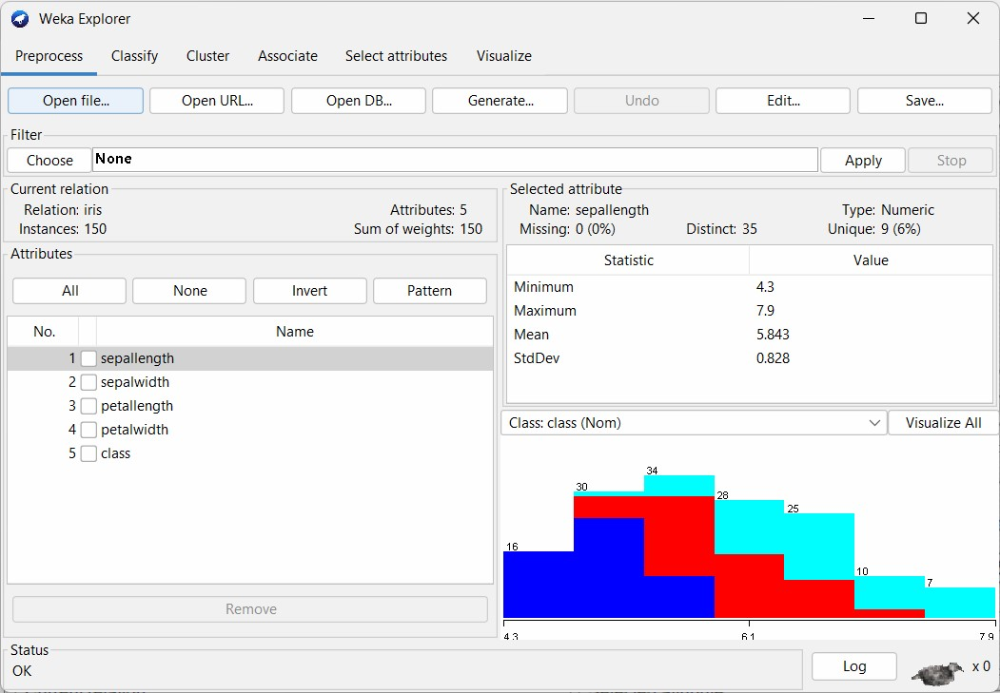 Weka Explorer
Preprocess Classify Cluster Associate Select attributes Visualize
Open file... Open URL... Open DB... Generate... Undo Edit... Save...
Filter
Choose None Apply Stop
Current relation
Relation: iris Attributes: 5
Instances: 150 Sum of weights: 150
Attributes
All None Invert Pattern
No. Name
1 sepallength
2 sepalwidth
3 petallength
4 petalwidth
5 class
Remove
Selected attribute
Name: sepallength Type: Numeric
Missing: 0 (0%) Distinct: 35 Unique: 9 (6%)
Statistic Value
Minimum 4.3
Maximum 7.9
Mean 5.843
StdDev 0.828
Class: class (Nom) Visualize All
16 30 34 28 25 10 7
4.3 6.1 7.9
Status
OK
Log x 0